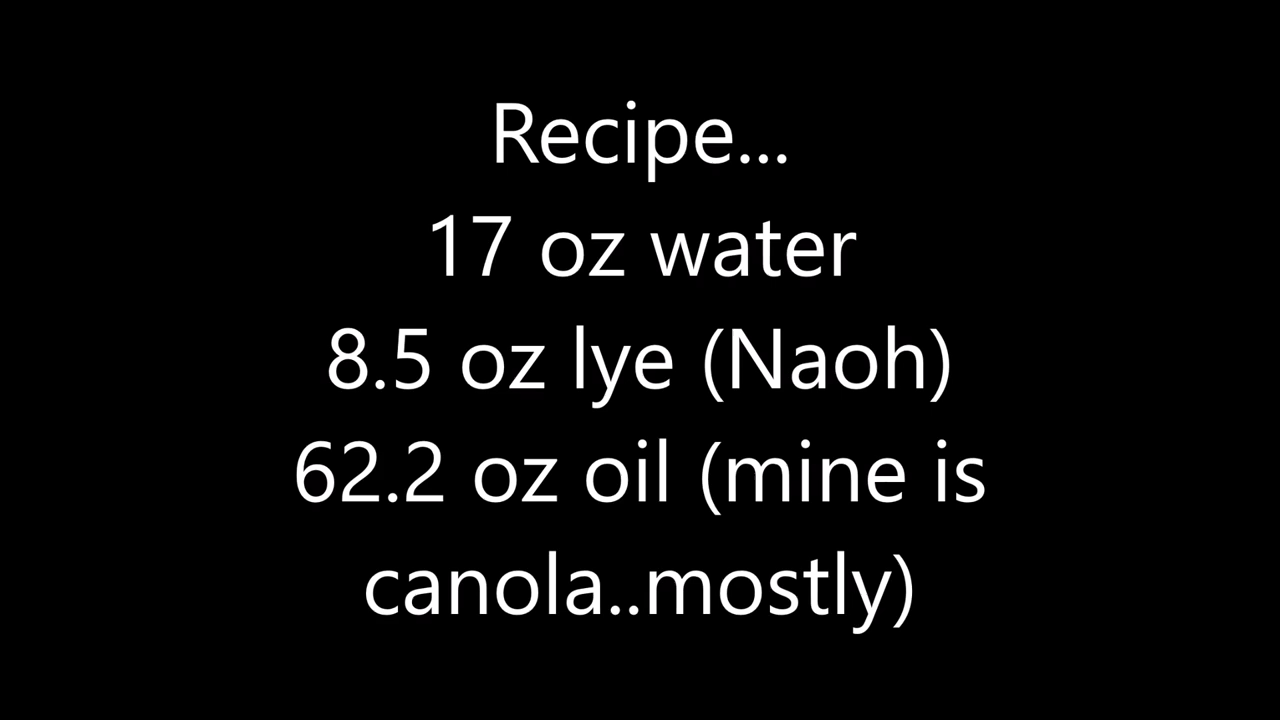 Recipe...
17 oz water
8.5 oz lye (Naoh)
62.2 oz oil (mine is
canola..mostly)